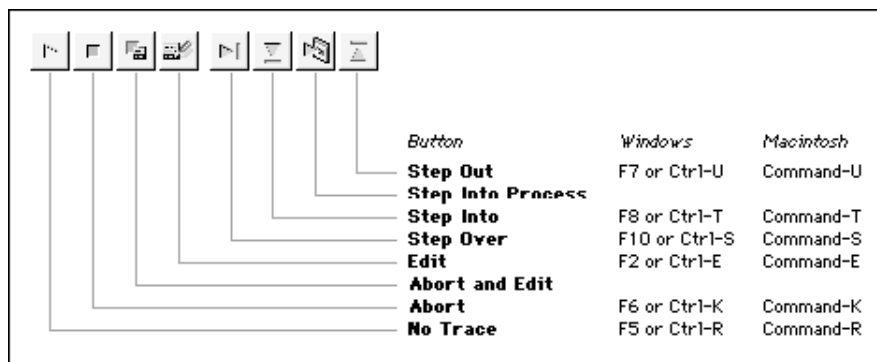 Button Windows Macintosh
Step Out F7 or Ctrl-U Command-U
Step Into Process
Step Into F8 or Ctrl-T Command-T
Step Over F10 or Ctrl-S Command-S
Edit F2 or Ctrl-E Command-E
Abort and Edit
Abort F6 or Ctrl-K Command-K
No Trace F5 or Ctrl-R Command-R